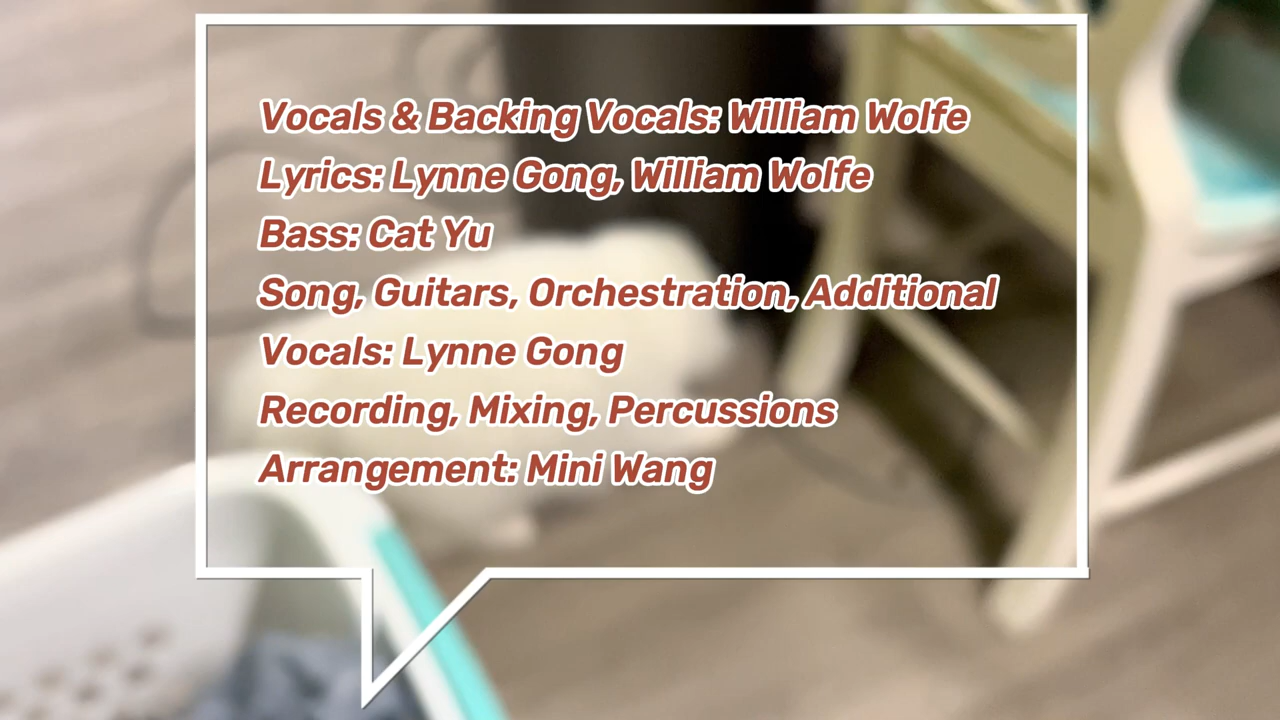 Vocals & Backing Vocals: William Wolfe
Lyrics: Lynne Gong, William Wolfe
Bass: Cat Yu
Song, Guitars, Orchestration, Additional
Vocals: Lynne Gong
Recording, Mixing, Percussions
Arrangement: Mini Wang